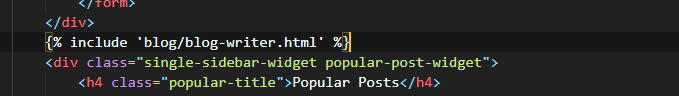 </form>
</div>
{% include 'blog/blog-writer.html' %}
<div class="single-sidebar-widget popular-post-widget">
<h4 class="popular-title">Popular Posts</h4>